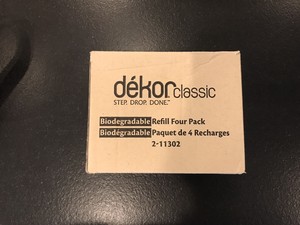 dékor classic
STEP. DROP. DONE.™
Biodegradable Refill Four Pack
Biodégradable Paquet de 4 Recharges
2-11302